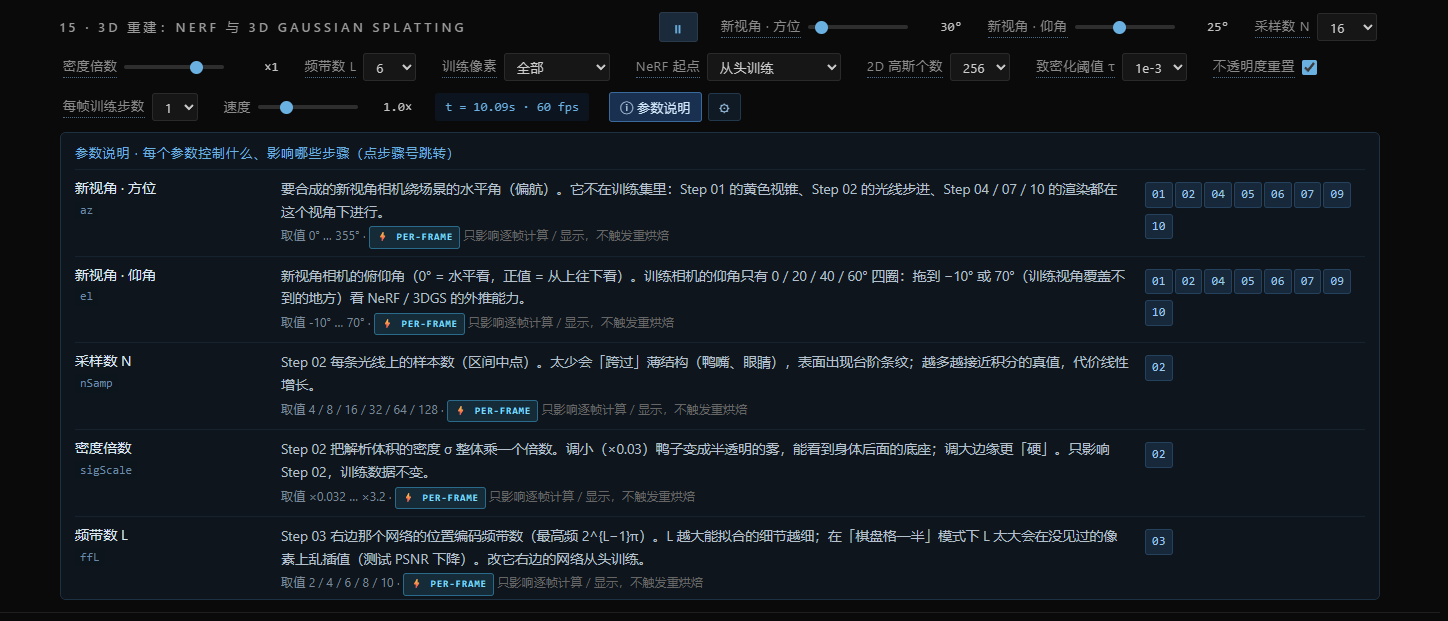 15 · 3D 重建: NERF 与 3D GAUSSIAN SPLATTING
新视角 · 方位 30° 新视角 · 仰角 25° 采样数 N 16
密度倍数 x1 频带数 L 6 训练像素 全部 NeRF 起点 从头训练 2D 高斯个数 256 致密化阈值 τ 1e-3 不透明度重置
每帧训练步数 1 速度 1.0x t = 10.09s · 60 fps ⓘ 参数说明 ⚙
参数说明 · 每个参数控制什么、影响哪些步骤（点步骤号跳转）
新视角 · 方位
az
要合成的新视角相机绕场景的水平角（偏航）。它不在训练集里：Step 01 的黄色视锥、Step 02 的光线步进、Step 04 / 07 / 10 的渲染都在
这个视角下进行。
取值 0° ... 355° · ⚡ PER-FRAME 只影响逐帧计算 / 显示，不触发重烘焙
01 02 04 05 06 07 09
10
新视角 · 仰角
el
新视角相机的俯仰角（0° = 水平看，正值 = 从上往下看）。训练相机的仰角只有 0 / 20 / 40 / 60° 四圈：拖到 −10° 或 70°（训练视角覆盖不
到的地方）看 NeRF / 3DGS 的外推能力。
取值 -10° ... 70° · ⚡ PER-FRAME 只影响逐帧计算 / 显示，不触发重烘焙
01 02 04 05 06 07 09
10
采样数 N
nSamp
Step 02 每条光线上的样本数（区间中点）。太少会「跨过」薄结构（鸭嘴、眼睛），表面出现台阶条纹；越多越接近积分的真值，代价线性
增长。
取值 4 / 8 / 16 / 32 / 64 / 128 · ⚡ PER-FRAME 只影响逐帧计算 / 显示，不触发重烘焙
02
密度倍数
sigScale
Step 02 把解析体积的密度 σ 整体乘一个倍数。调小（×0.03）鸭子变成半透明的雾，能看到身体后面的底座；调大边缘更「硬」。只影响
Step 02，训练数据不变。
取值 ×0.032 ... ×3.2 · ⚡ PER-FRAME 只影响逐帧计算 / 显示，不触发重烘焙
02
频带数 L
ffL
Step 03 右边那个网络的位置编码频带数（最高频 2^{L−1}π）。L 越大能拟合的细节越细；在「棋盘格一半」模式下 L 太大会在没见过的像
素上乱插值（测试 PSNR 下降）。改它右边的网络从头训练。
取值 2 / 4 / 6 / 8 / 10 · ⚡ PER-FRAME 只影响逐帧计算 / 显示，不触发重烘焙
03